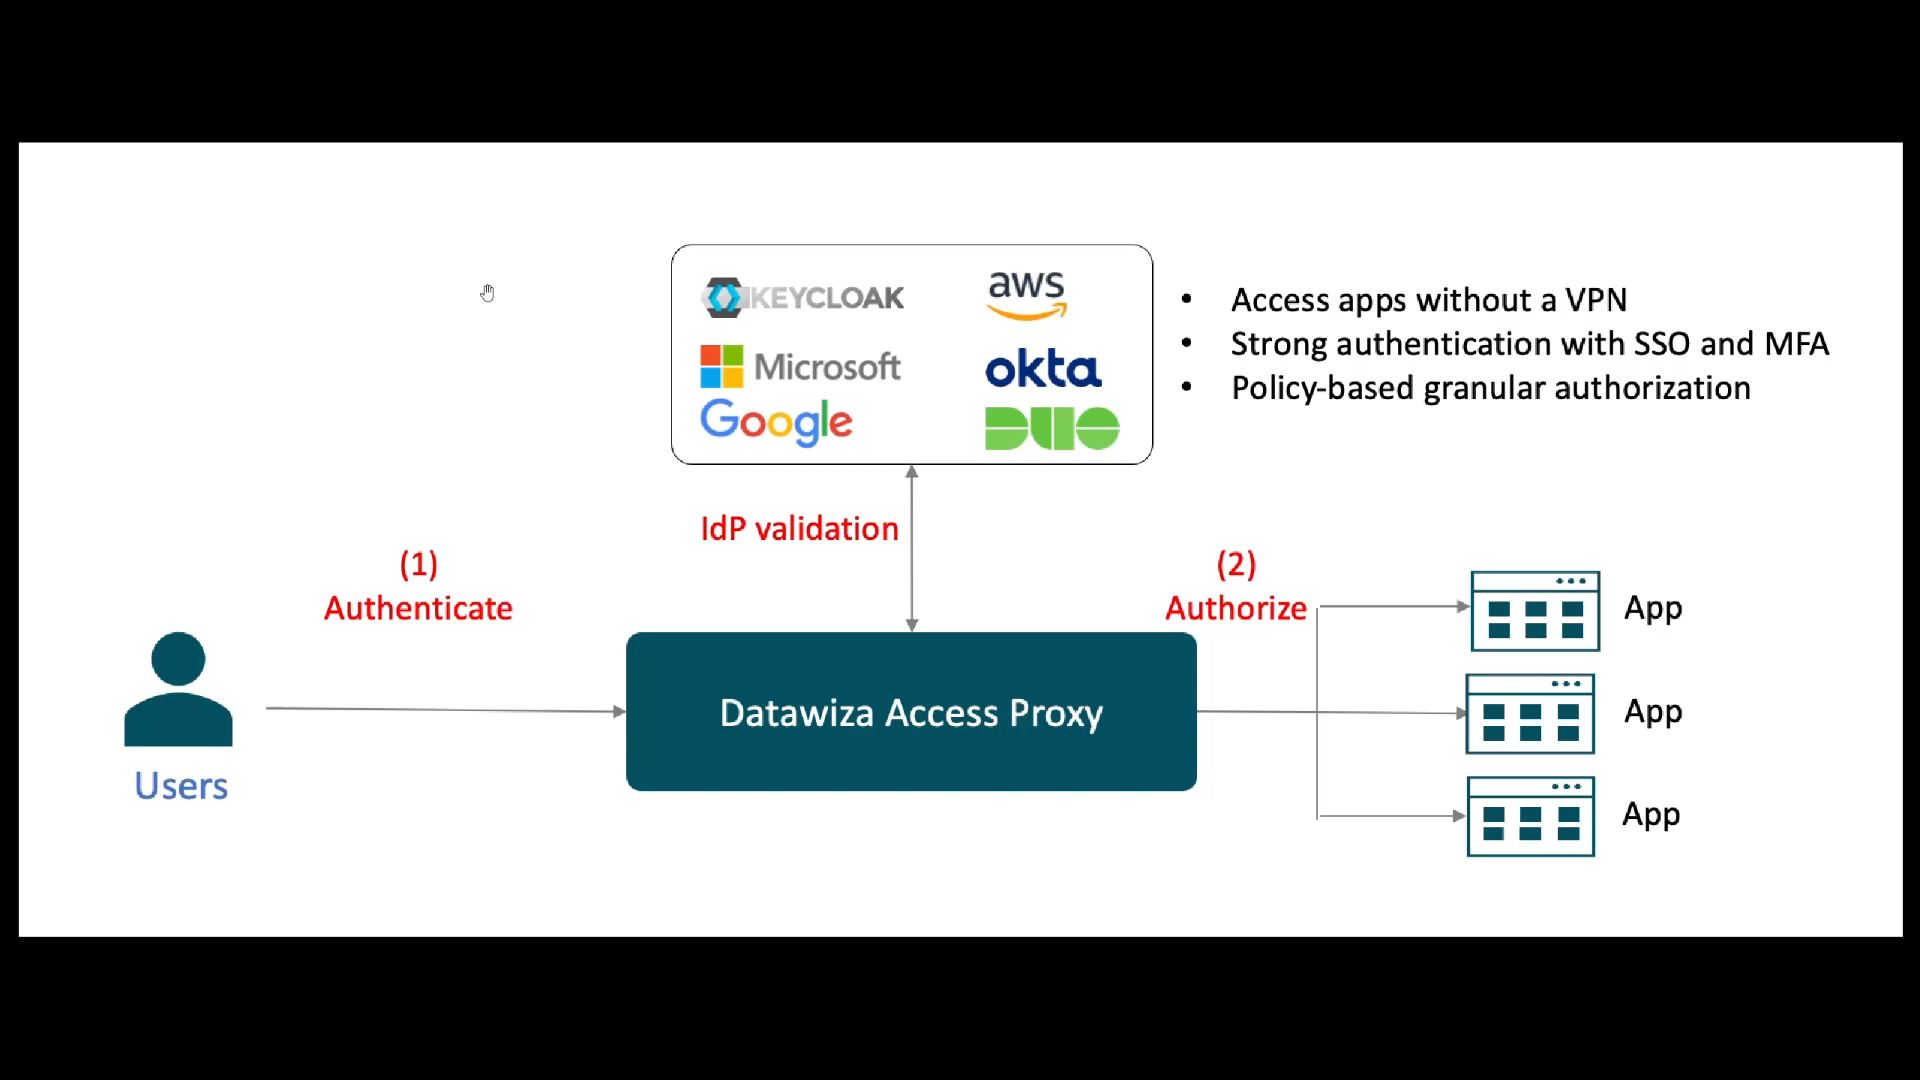 KEYCLOAK
aws
Microsoft
okta
Google
DUO
• Access apps without a VPN
• Strong authentication with SSO and MFA
• Policy-based granular authorization
IdP validation
(1)
Authenticate
(2)
Authorize
Users
Datawiza Access Proxy
App
App
App